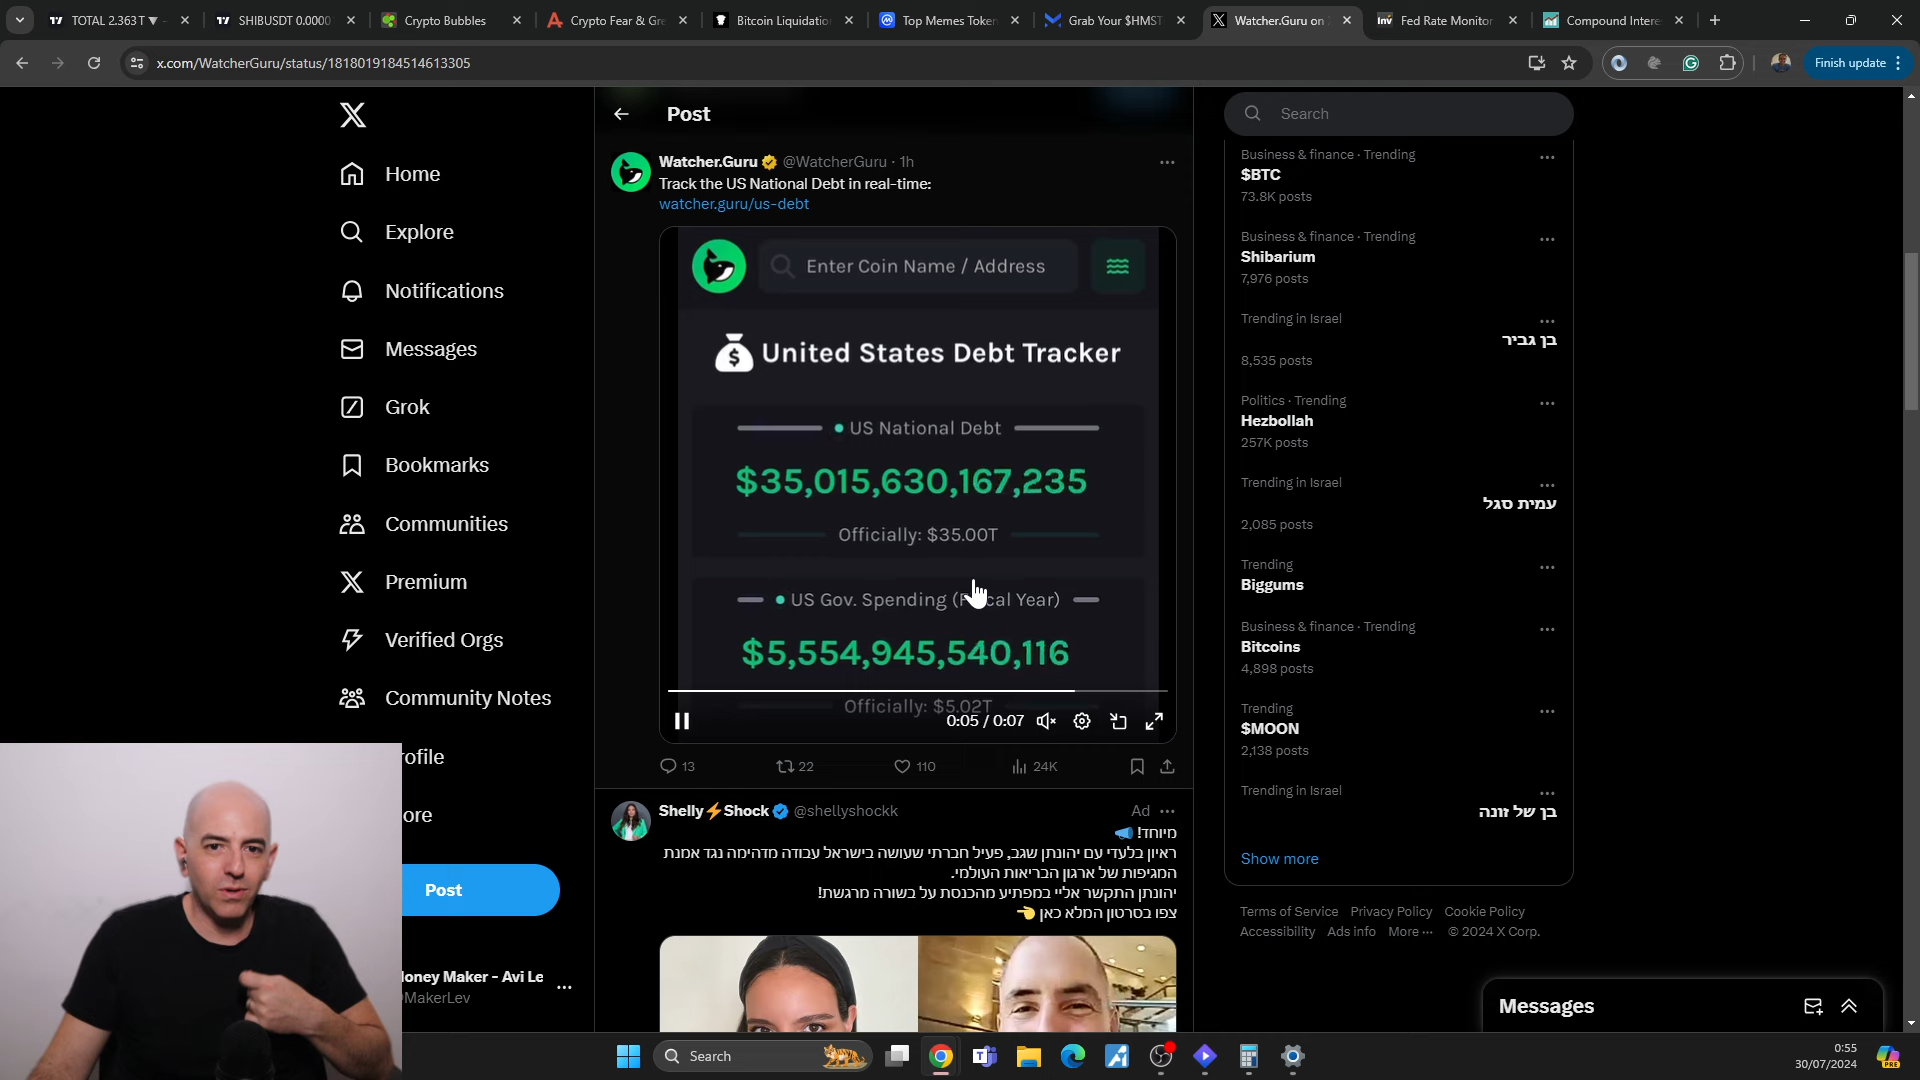 TOTAL 2.363 T ▼
SHIBUSDT 0.0000
Crypto Bubbles
Crypto Fear & Gre
Bitcoin Liquidatio
Top Memes Token
Grab Your $HMST
Watcher.Guru on
Fed Rate Monitor
Compound Intere
x.com/WatcherGuru/status/1818019184514613305
Finish update
Home
Explore
Notifications
Messages
Grok
Bookmarks
Communities
Premium
Verified Orgs
Community Notes
rofile
ore
Post
Money Maker - Avi Le
MakerLev
Post
Watcher.Guru @WatcherGuru · 1h
Track the US National Debt in real-time:
watcher.guru/us-debt
Enter Coin Name / Address
United States Debt Tracker
US National Debt
$35,015,630,167,235
Officially: $35.00T
US Gov. Spending (Fiscal Year)
$5,554,945,540,116
Officially: $5.02T
0:05 / 0:07
13 22 110 24K
Shelly⚡Shock @shellyshockk Ad
מיוחד! 📣
ראיון בלעדי עם יהונתן שגב, פעיל חברתי שעושה בישראל עבודה מדהימה נגד אמנת
המגיפות של ארגון הבריאות העולמי.
יהונתן התקשר אליי במפתיע מהכנסת על בשורה מרגשת!
צפו בסרטון המלא כאן 👈
Search
Business & finance · Trending
$BTC
73.8K posts
Business & finance · Trending
Shibarium
7,976 posts
Trending in Israel
בן גביר
8,535 posts
Politics · Trending
Hezbollah
257K posts
Trending in Israel
עמית סגל
2,085 posts
Trending
Biggums
Business & finance · Trending
Bitcoins
4,898 posts
Trending
$MOON
2,138 posts
Trending in Israel
בן של זונה
Show more
Terms of Service Privacy Policy Cookie Policy
Accessibility Ads info More ··· © 2024 X Corp.
Messages
Search
0:55
30/07/2024
PRE